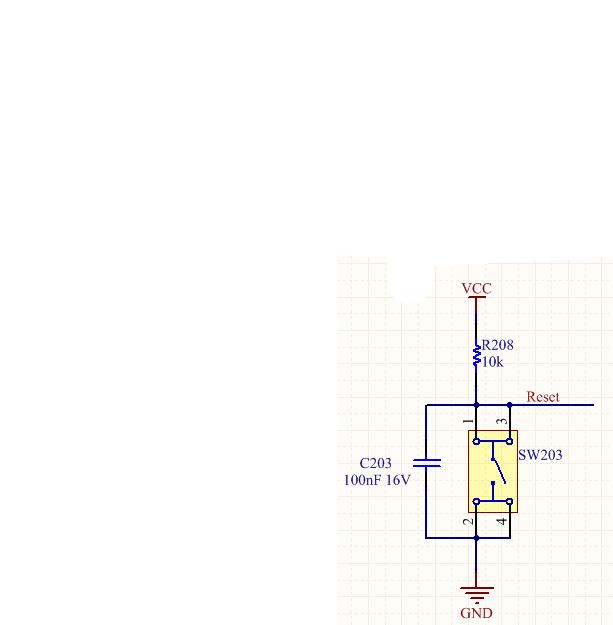 VCC
R208
10k
Reset
1
3
SW203
C203
100nF 16V
2
4
GND